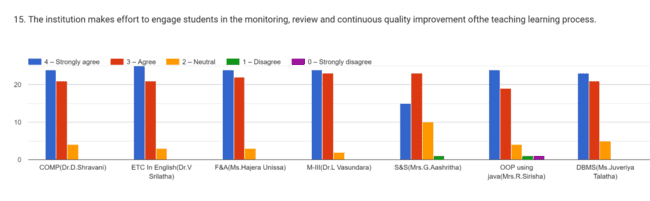 15. The institution makes effort to engage students in the monitoring, review and continuous quality improvement ofthe teaching learning process.
4 – Strongly agree 3 – Agree 2 – Neutral 1 – Disagree 0 – Strongly disagree
20
10
0
COMP(Dr.D.Shravani) ETC In English(Dr.V F&A(Ms.Hajera Unissa) M-III(Dr.L Vasundara) S&S(Mrs.G.Aashritha) OOP using DBMS(Ms.Juveriya
Srilatha) java(Mrs.R.Sirisha) Talatha)